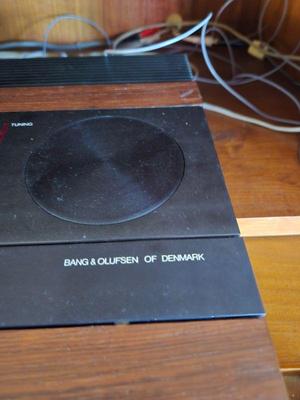 TUNING
BANG & OLUFSEN OF DENMARK